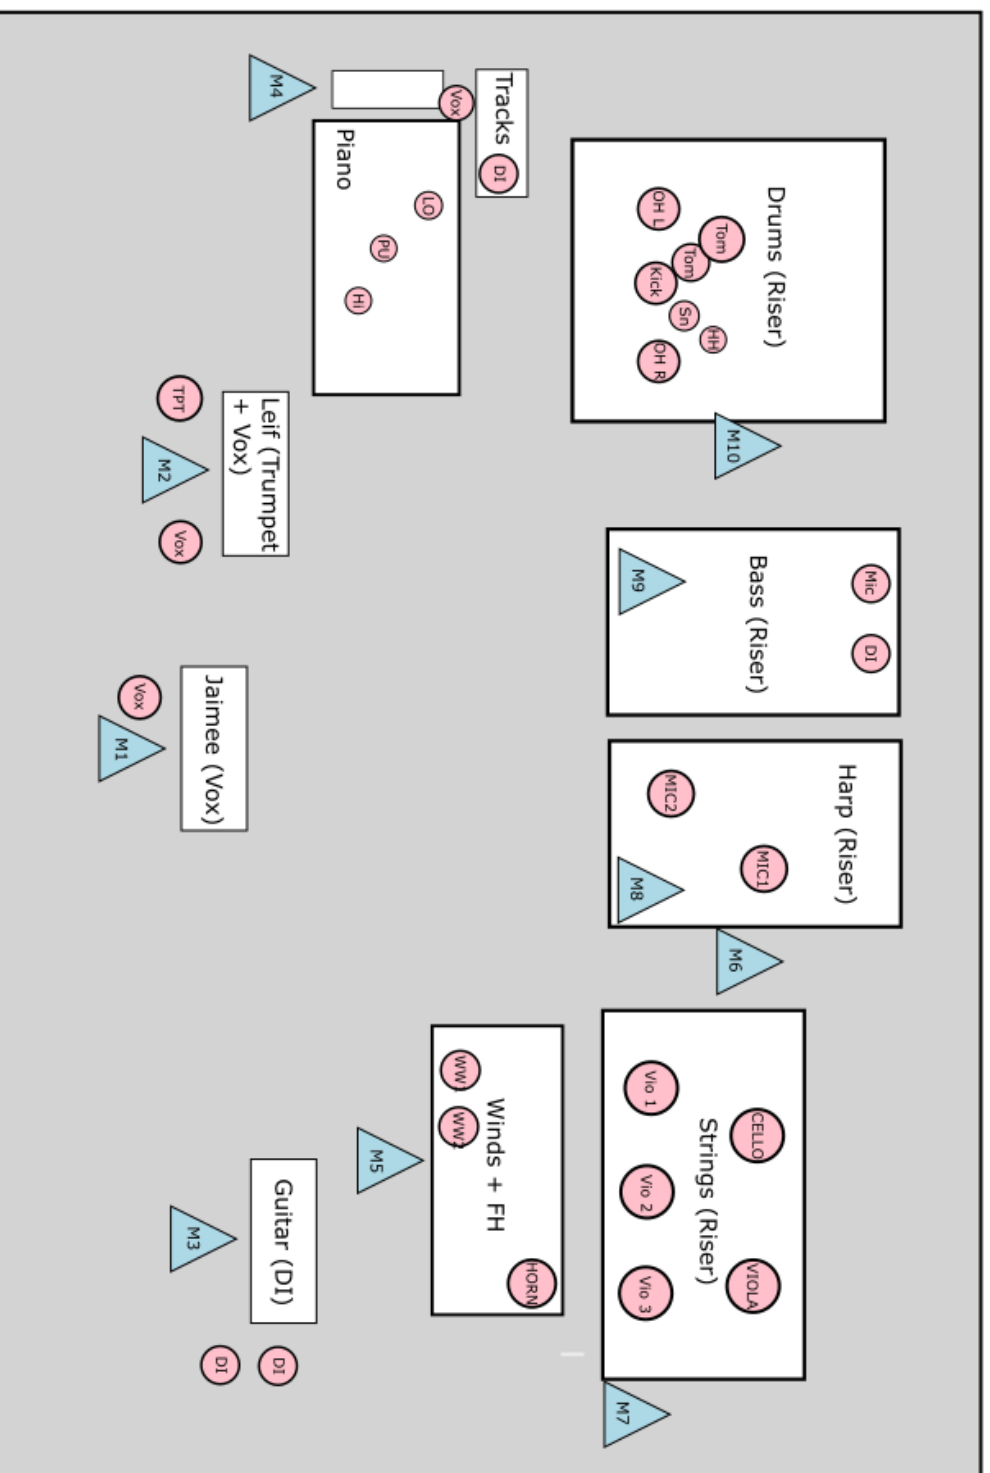 Drums (Riser)
Tom
HH
Tom
Sn
OH L
Kick
OH R
M10
Mic
DI
Bass (Riser)
M9
Harp (Riser)
MIC1
MIC2
M8
M6
CELLO
VIOLA
Strings (Riser)
Vio 1
Vio 2
Vio 3
M7
Tracks
DI
Vox
M4
Piano
LO
PU
Hi
HORN
Winds + FH
WW1
WW2
M5
Leif (Trumpet
+ Vox)
TPT
M2
Vox
Jaimee (Vox)
Vox
M1
Guitar (DI)
M3
DI
DI